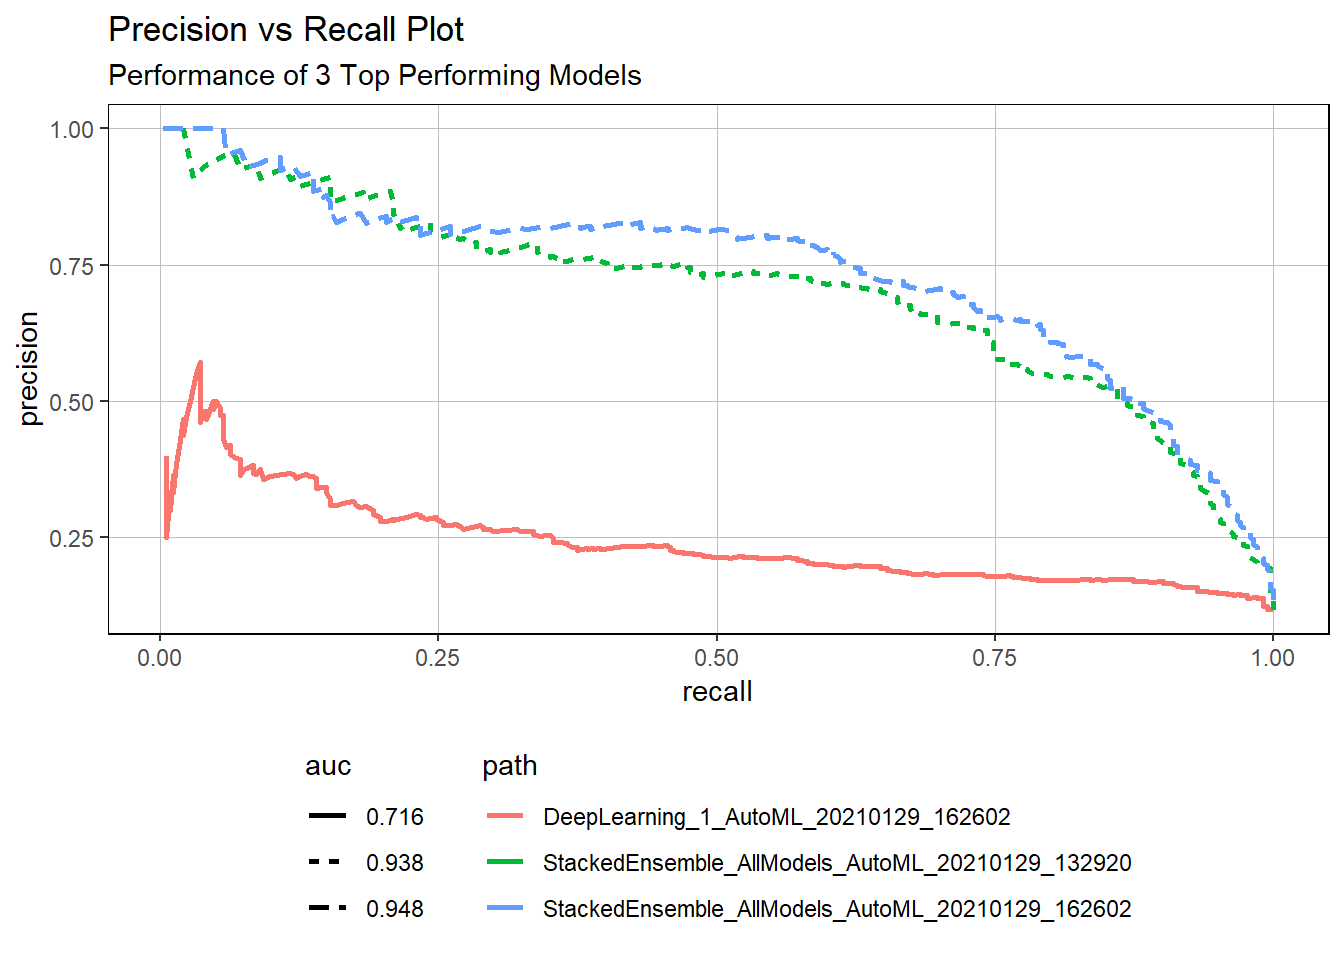 Precision vs Recall Plot
Performance of 3 Top Performing Models
precision
1.00
0.75
0.50
0.25
0.00 0.25 0.50 0.75 1.00
recall
auc path
0.716 DeepLearning_1_AutoML_20210129_162602
0.938 StackedEnsemble_AllModels_AutoML_20210129_132920
0.948 StackedEnsemble_AllModels_AutoML_20210129_162602